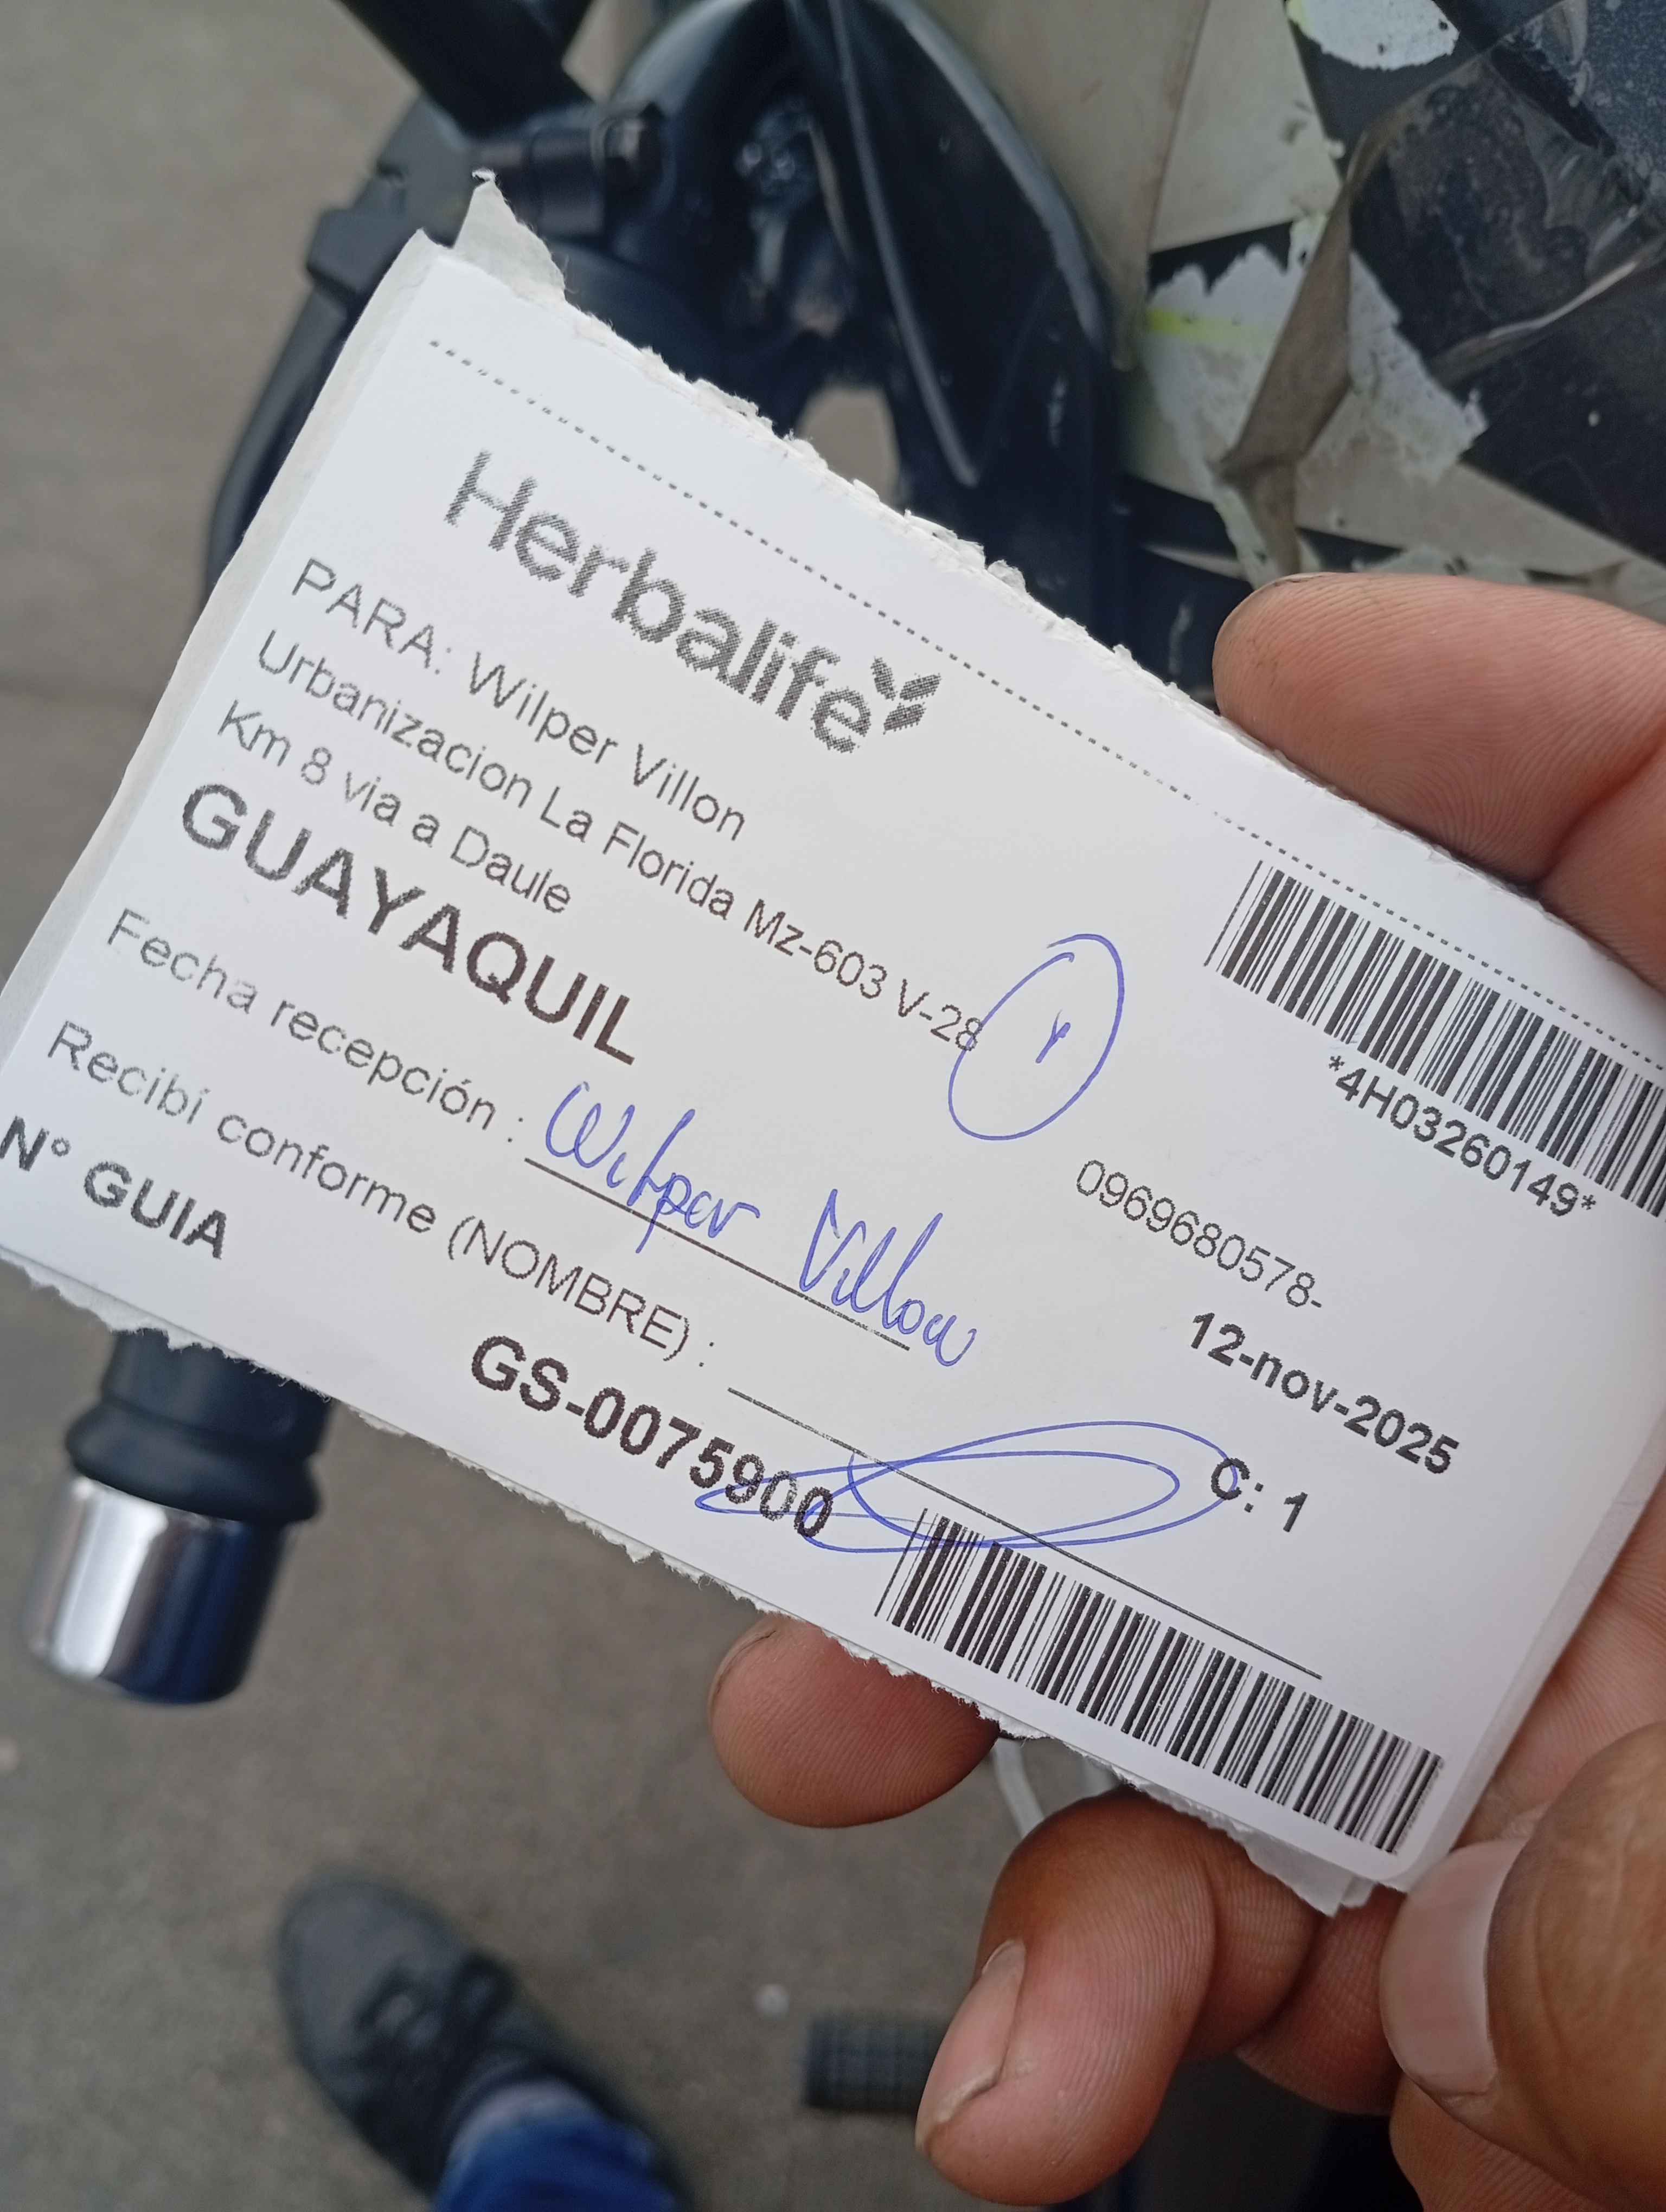 Herbalife
PARA: Wilper Villon
Urbanizacion La Florida Mz-603 V-28
Km 8 via a Daule
GUAYAQUIL
*4H03260149*
0969680578-
12-nov-2025
Fecha recepción : Wilper Villon
C: 1
Recibí conforme (NOMBRE) :
N° GUIA GS-0075900